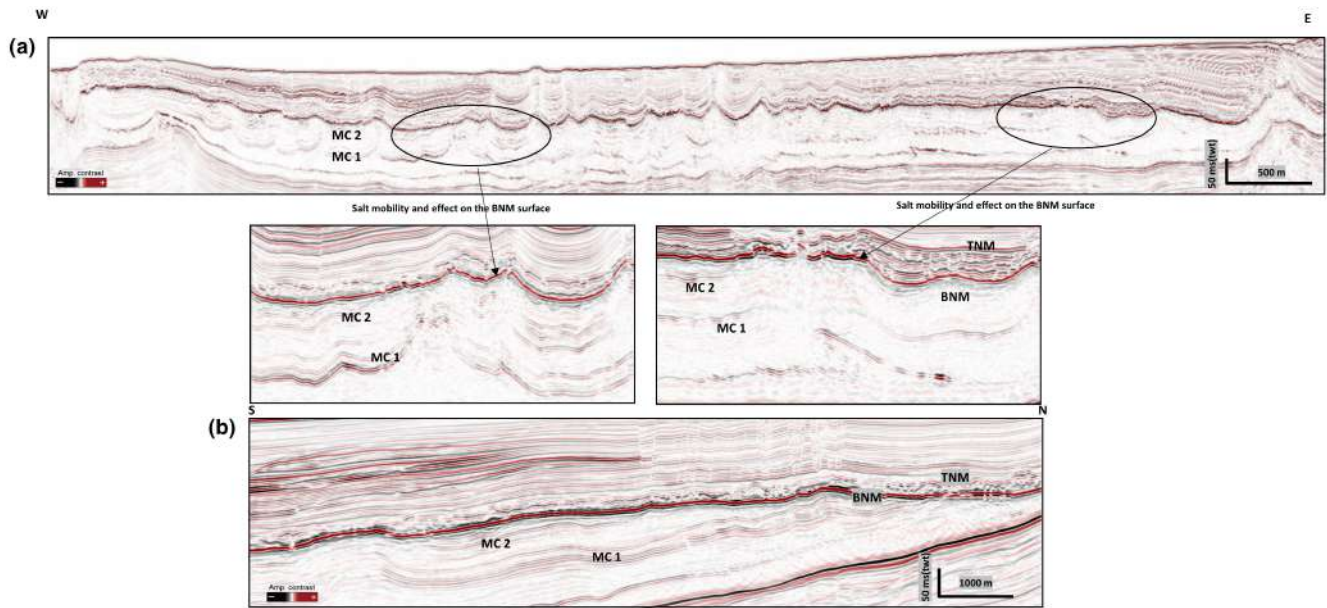 W
E
(a)
MC 2
MC 1
Amp. contrast
− +
50 ms(twt)
500 m
Salt mobility and effect on the BNM surface
Salt mobility and effect on the BNM surface
MC 2
MC 1
TNM
MC 2
BNM
MC 1
S
N
(b)
TNM
BNM
MC 2
MC 1
Amp. contrast
− +
50 ms(twt)
1000 m